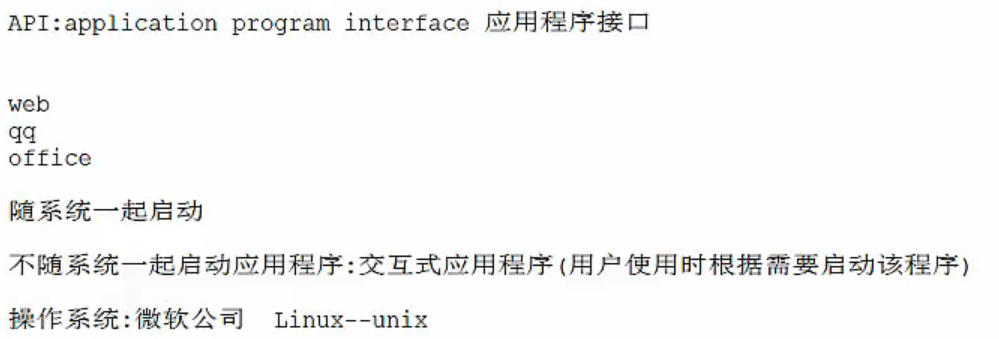 API:application program interface 应用程序接口
web
qq
office
随系统一起启动
不随系统一起启动应用程序:交互式应用程序(用户使用时根据需要启动该程序)
操作系统:微软公司 Linux--unix